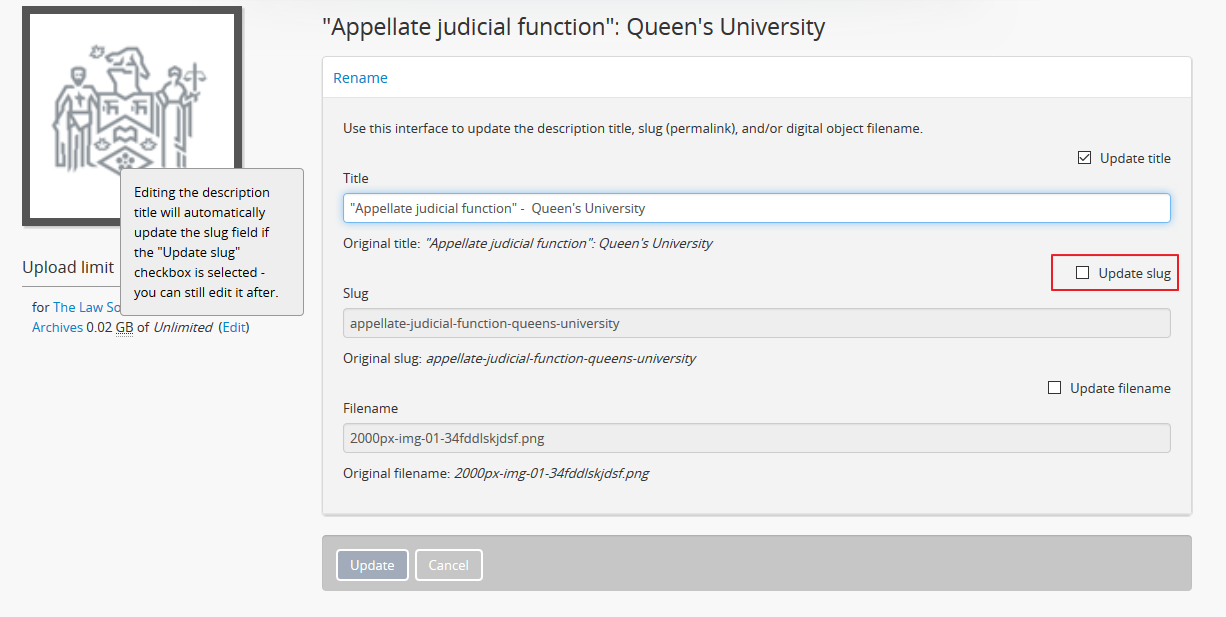 "Appellate judicial function": Queen's University
Rename
Use this interface to update the description title, slug (permalink), and/or digital object filename.
Update title
Title
"Appellate judicial function" -  Queen's University
Original title: "Appellate judicial function": Queen's University
Update slug
Slug
appellate-judicial-function-queens-university
Original slug: appellate-judicial-function-queens-university
Update filename
Filename
2000px-img-01-34fddlskjdsf.png
Original filename: 2000px-img-01-34fddlskjdsf.png
Update
Cancel
Editing the description
title will automatically
update the slug field if
the "Update slug"
checkbox is selected -
you can still edit it after.
Upload limit
for The Law So
Archives 0.02 GB of Unlimited (Edit)